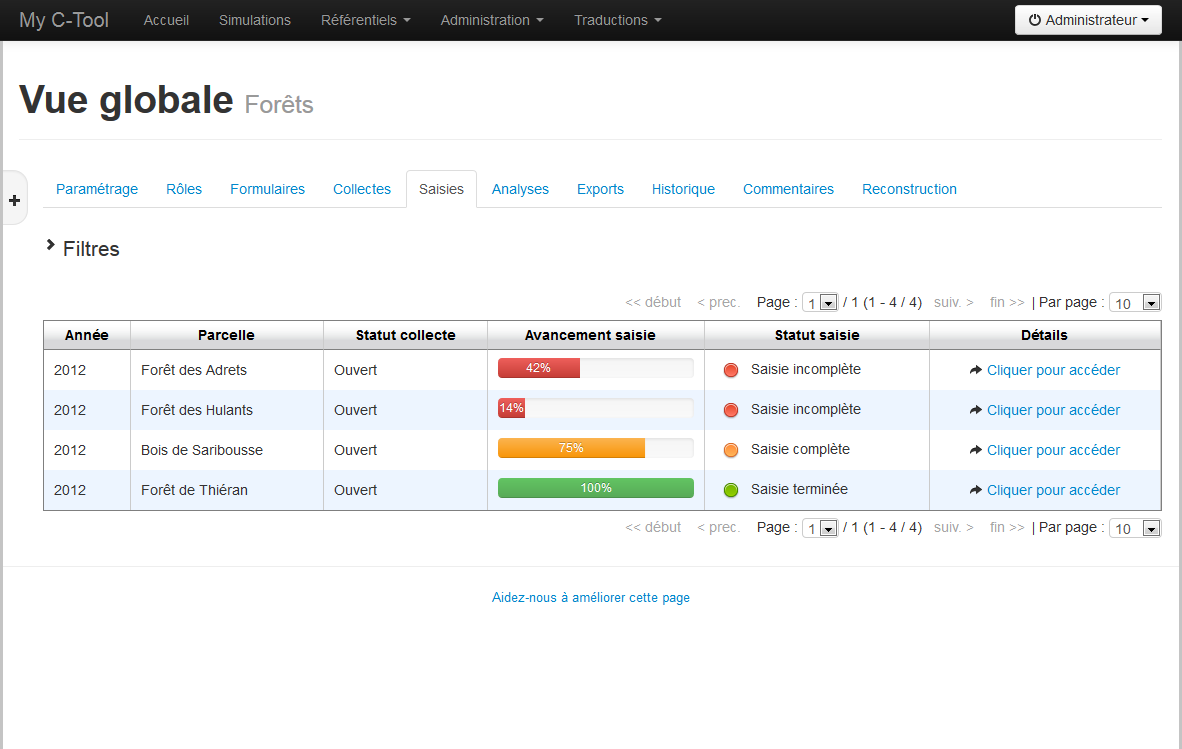 My C-Tool Accueil Simulations Référentiels Administration Traductions Administrateur
Vue globale Forêts
Paramétrage Rôles Formulaires Collectes Saisies Analyses Exports Historique Commentaires Reconstruction
+
Filtres
<< début < prec. Page : 1 / 1 (1 - 4 / 4) suiv. > fin >> | Par page : 10
Année Parcelle Statut collecte Avancement saisie Statut saisie Détails
2012 Forêt des Adrets Ouvert 42% Saisie incomplète Cliquer pour accéder
2012 Forêt des Hulants Ouvert 14% Saisie incomplète Cliquer pour accéder
2012 Bois de Saribousse Ouvert 75% Saisie complète Cliquer pour accéder
2012 Forêt de Thiéran Ouvert 100% Saisie terminée Cliquer pour accéder
<< début < prec. Page : 1 / 1 (1 - 4 / 4) suiv. > fin >> | Par page : 10
Aidez-nous à améliorer cette page